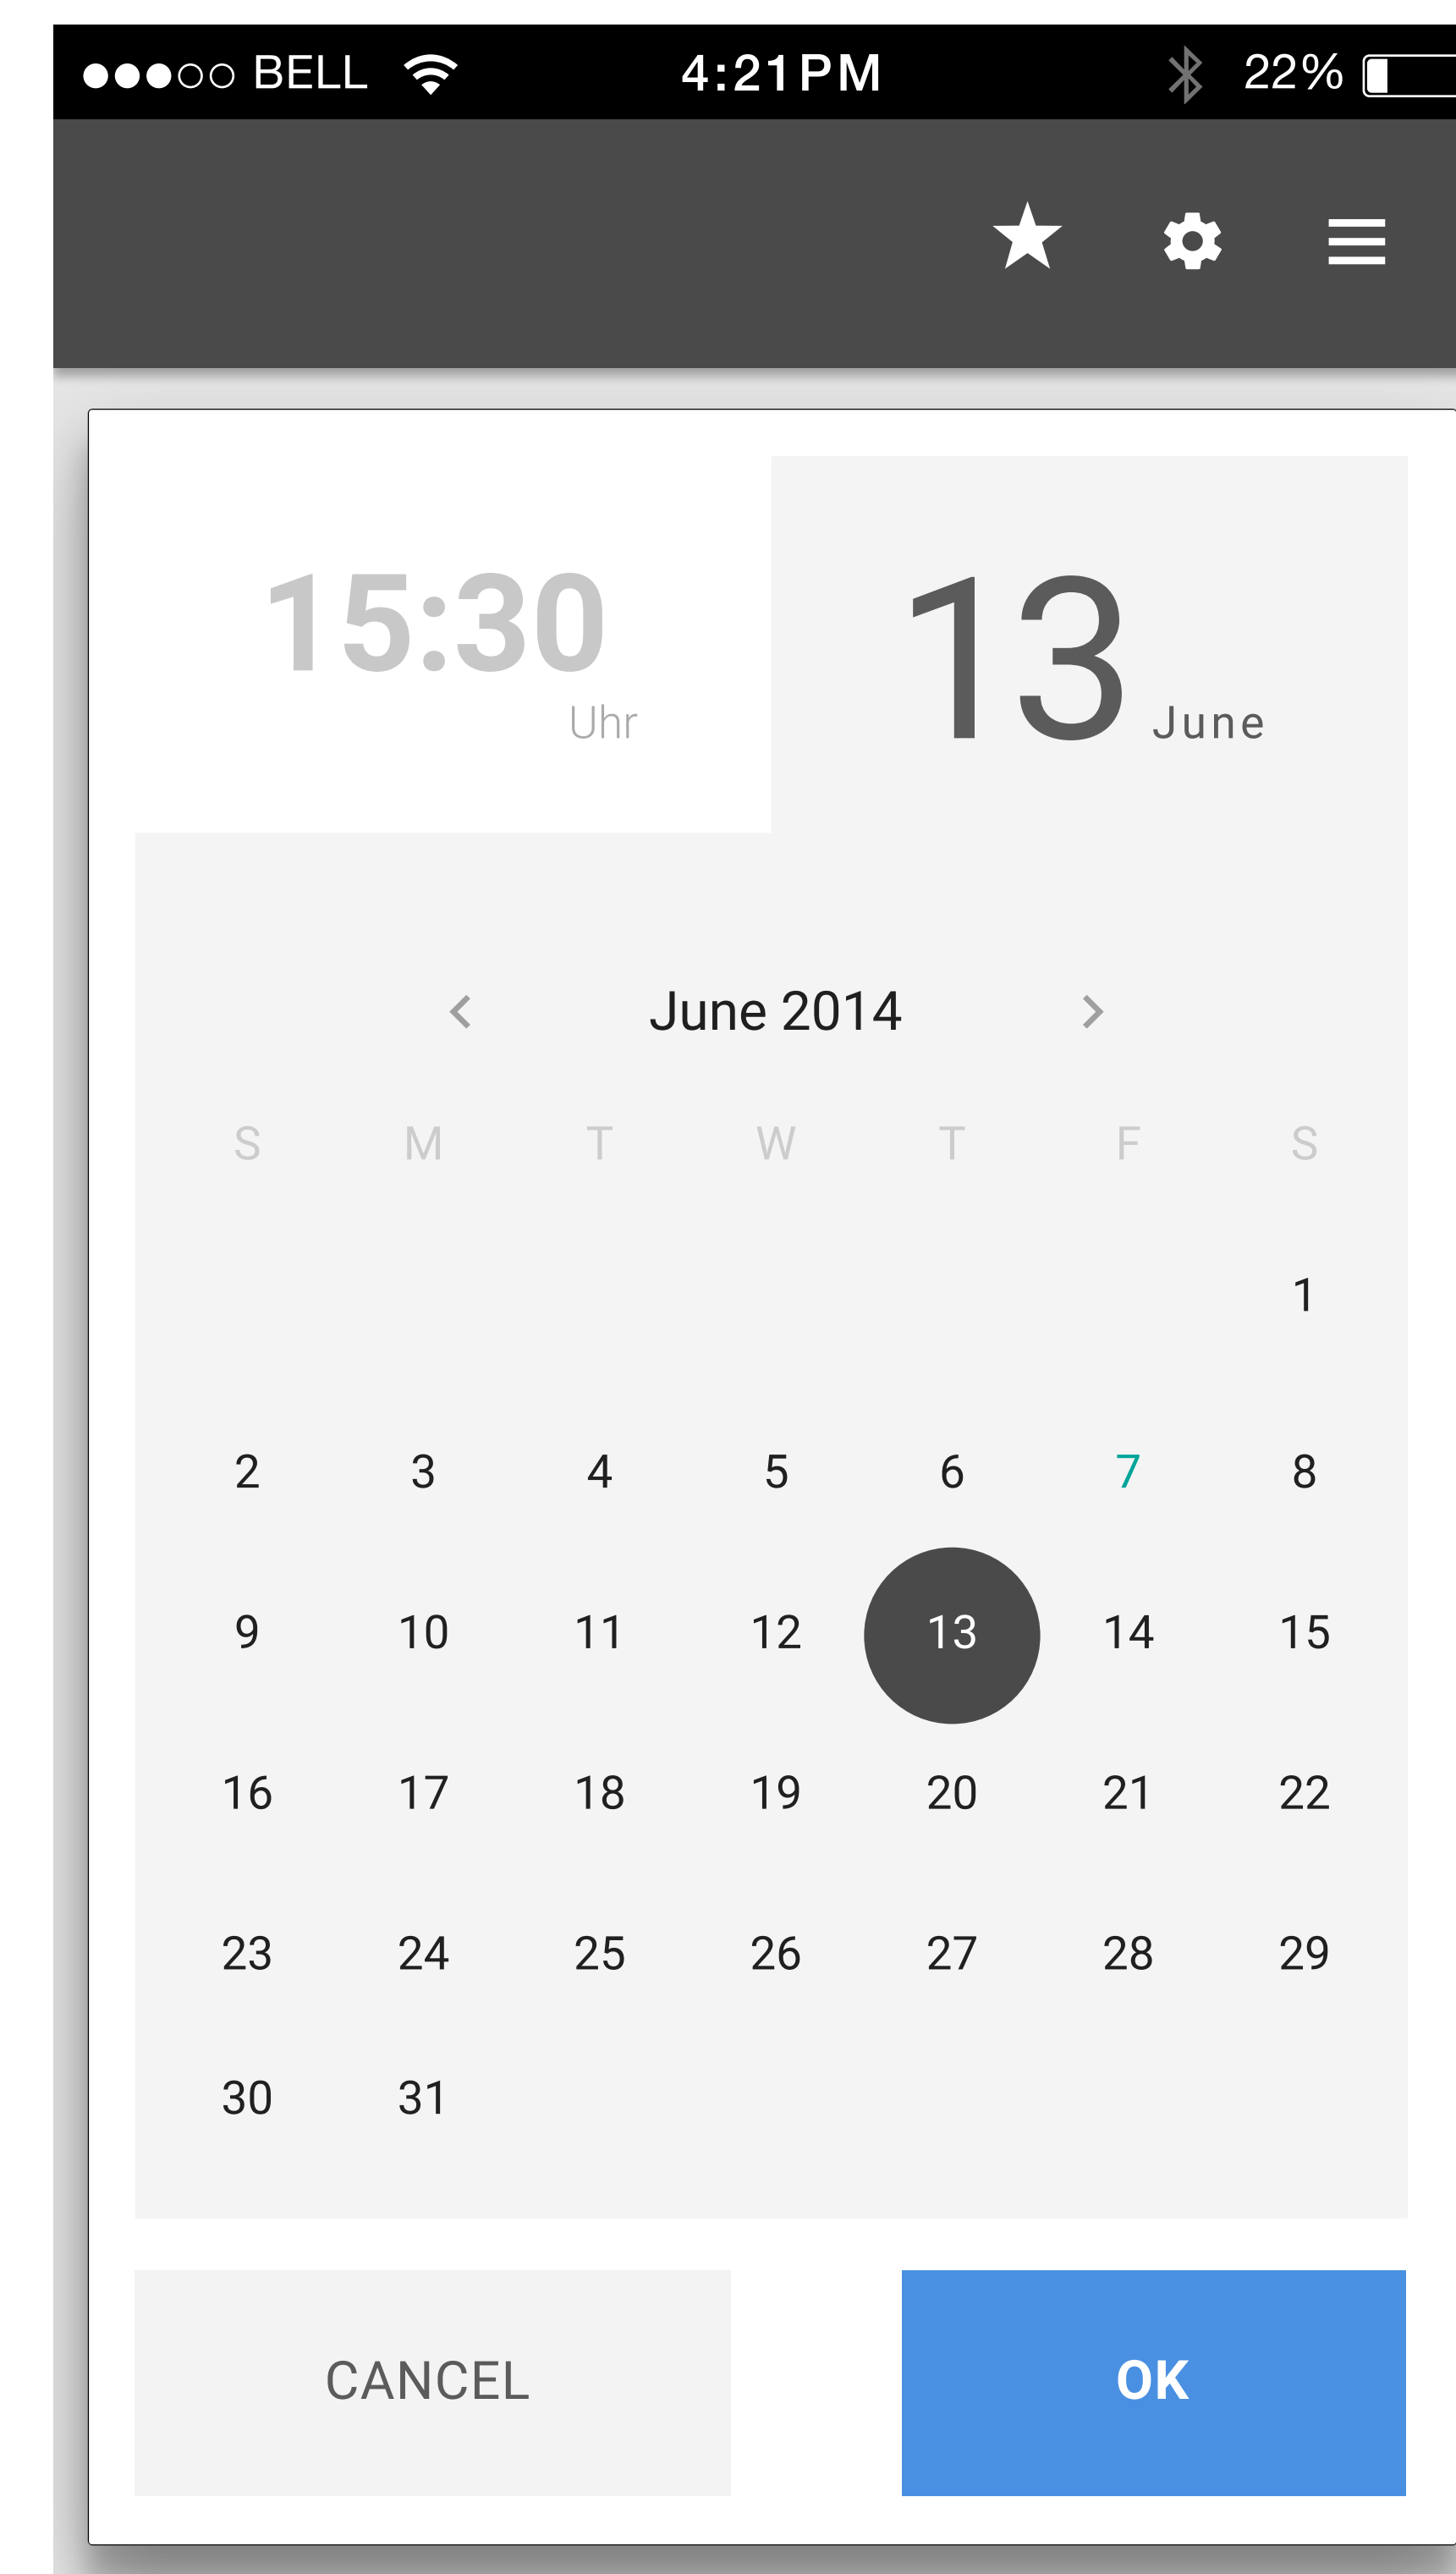 BELL 4:21PM 22%
15:30 13
Uhr June
June 2014
S M T W T F S
1
2 3 4 5 6 7 8
9 10 11 12 13 14 15
16 17 18 19 20 21 22
23 24 25 26 27 28 29
30 31
CANCEL OK